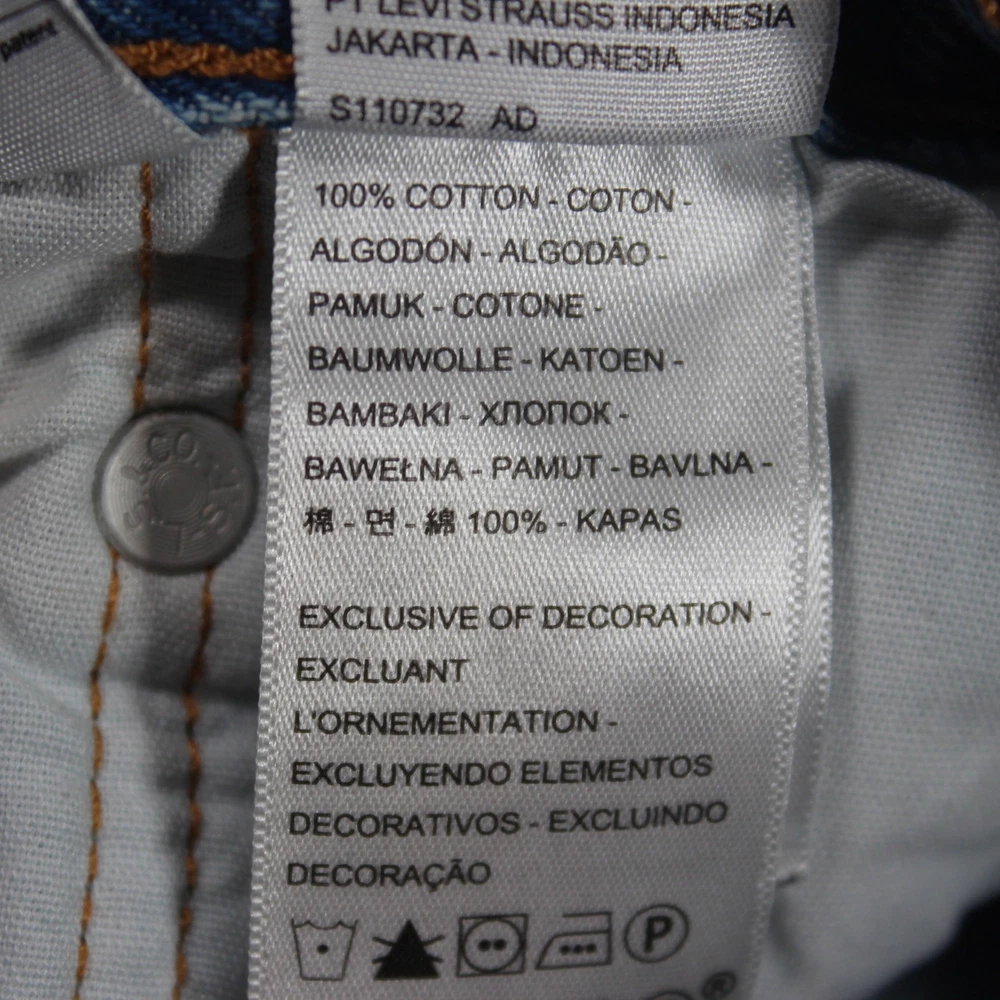 patent
PT LEVI STRAUSS INDONESIA
JAKARTA - INDONESIA
S110732 AD
100% COTTON - COTON -
ALGODÓN - ALGODÃO -
PAMUK - COTONE -
BAUMWOLLE - KATOEN -
BAMBAKI - ХЛОПОК -
BAWEŁNA - PAMUT - BAVLNA -
棉 - 면 - 綿 100% - KAPAS
EXCLUSIVE OF DECORATION -
EXCLUANT
L'ORNEMENTATION -
EXCLUYENDO ELEMENTOS
DECORATIVOS - EXCLUINDO
DECORAÇÃO
P
®